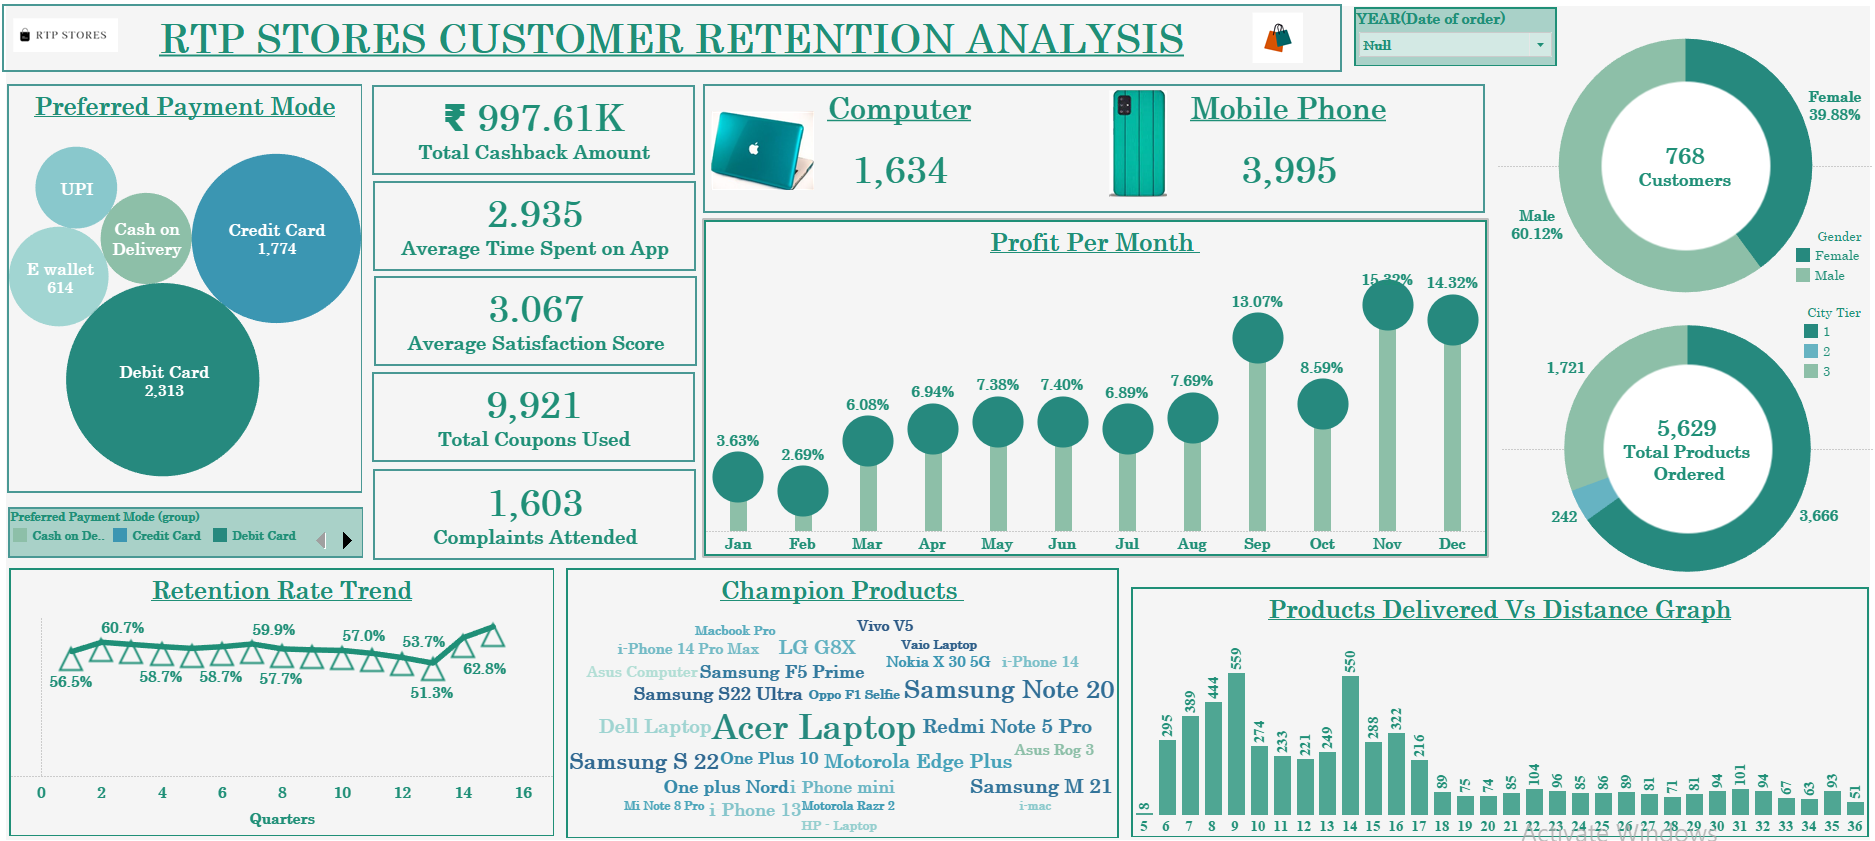 RTP STORES
RTP STORES CUSTOMER RETENTION ANALYSIS
YEAR(Date of order)
Null
Preferred Payment Mode
UPI
Cash on
Delivery
Credit Card
1,774
E wallet
614
Debit Card
2,313
Preferred Payment Mode (group)
Cash on De..
Credit Card
Debit Card
₹ 997.61K
Total Cashback Amount
2.935
Average Time Spent on App
3.067
Average Satisfaction Score
9,921
Total Coupons Used
1,603
Complaints Attended
Computer
1,634
Mobile Phone
3,995
Profit Per Month
3.63%
2.69%
6.08%
6.94%
7.38%
7.40%
6.89%
7.69%
13.07%
8.59%
15.32%
14.32%
Jan Feb Mar Apr May Jun Jul Aug Sep Oct Nov Dec
Female
39.88%
768
Customers
Male
60.12%
Gender
Female
Male
City Tier
1
2
3
1,721
5,629
Total Products
Ordered
242
3,666
Retention Rate Trend
56.5%
60.7%
58.7%
58.7%
59.9%
57.7%
57.0%
53.7%
51.3%
62.8%
0 2 4 6 8 10 12 14 16
Quarters
Champion Products
Macbook Pro
Vivo V5
i-Phone 14 Pro Max
LG G8X
Vaio Laptop
Asus Computer
Samsung F5 Prime
Nokia X 30 5G
i-Phone 14
Samsung S22 Ultra
Oppo F1 Selfie
Samsung Note 20
Dell Laptop
Acer Laptop
Redmi Note 5 Pro
Samsung S 22
One Plus 10
Motorola Edge Plus
Asus Rog 3
One plus Nord
i Phone mini
Samsung M 21
Mi Note 8 Pro
i Phone 13
Motorola Razr 2
i-mac
HP - Laptop
Products Delivered Vs Distance Graph
8 295 389 444 559 274 233 221 249 550 288 322 216 89 75 74 85 104 96 85 86 89 81 71 81 94 101 94 67 63 93 51
5 6 7 8 9 10 11 12 13 14 15 16 17 18 19 20 21 22 23 24 25 26 27 28 29 30 31 32 33 34 35 36
Activate Windows